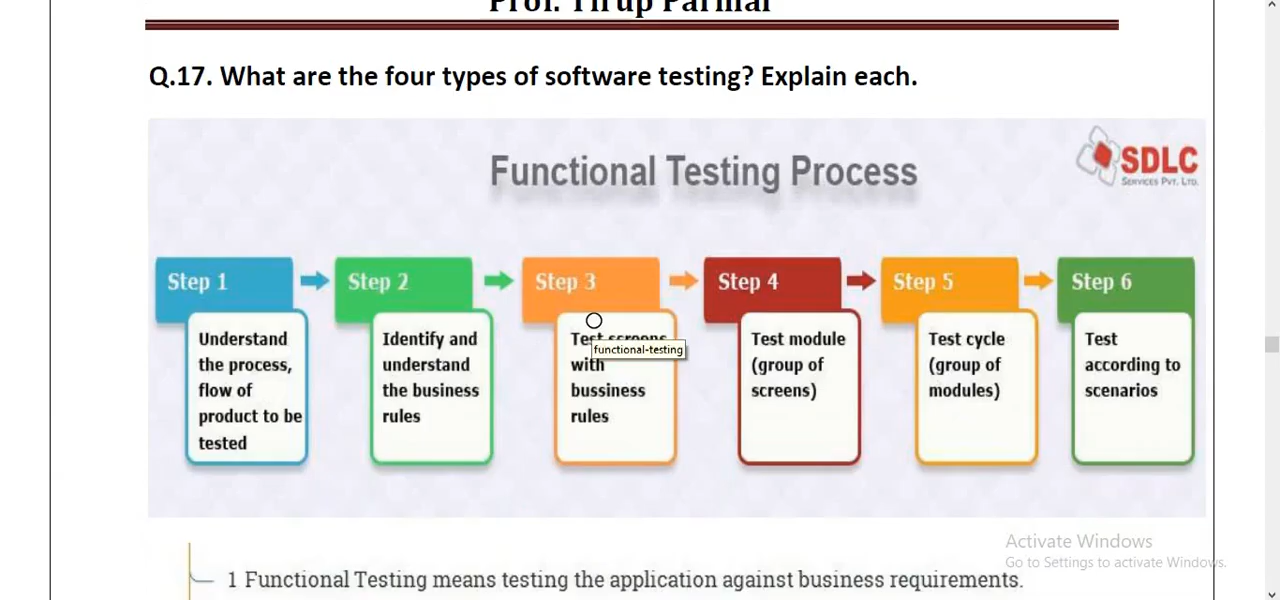 Prof. Tirup Parmar
Q.17. What are the four types of software testing? Explain each.
Functional Testing Process
SDLC
Services Pvt. Ltd.
Step 1
Understand
the process,
flow of
product to be
tested
Step 2
Identify and
understand
the business
rules
Step 3
Test screens
functional-testing
with
bussiness
rules
Step 4
Test module
(group of
screens)
Step 5
Test cycle
(group of
modules)
Step 6
Test
according to
scenarios
Activate Windows
Go to Settings to activate Windows.
1 Functional Testing means testing the application against business requirements.